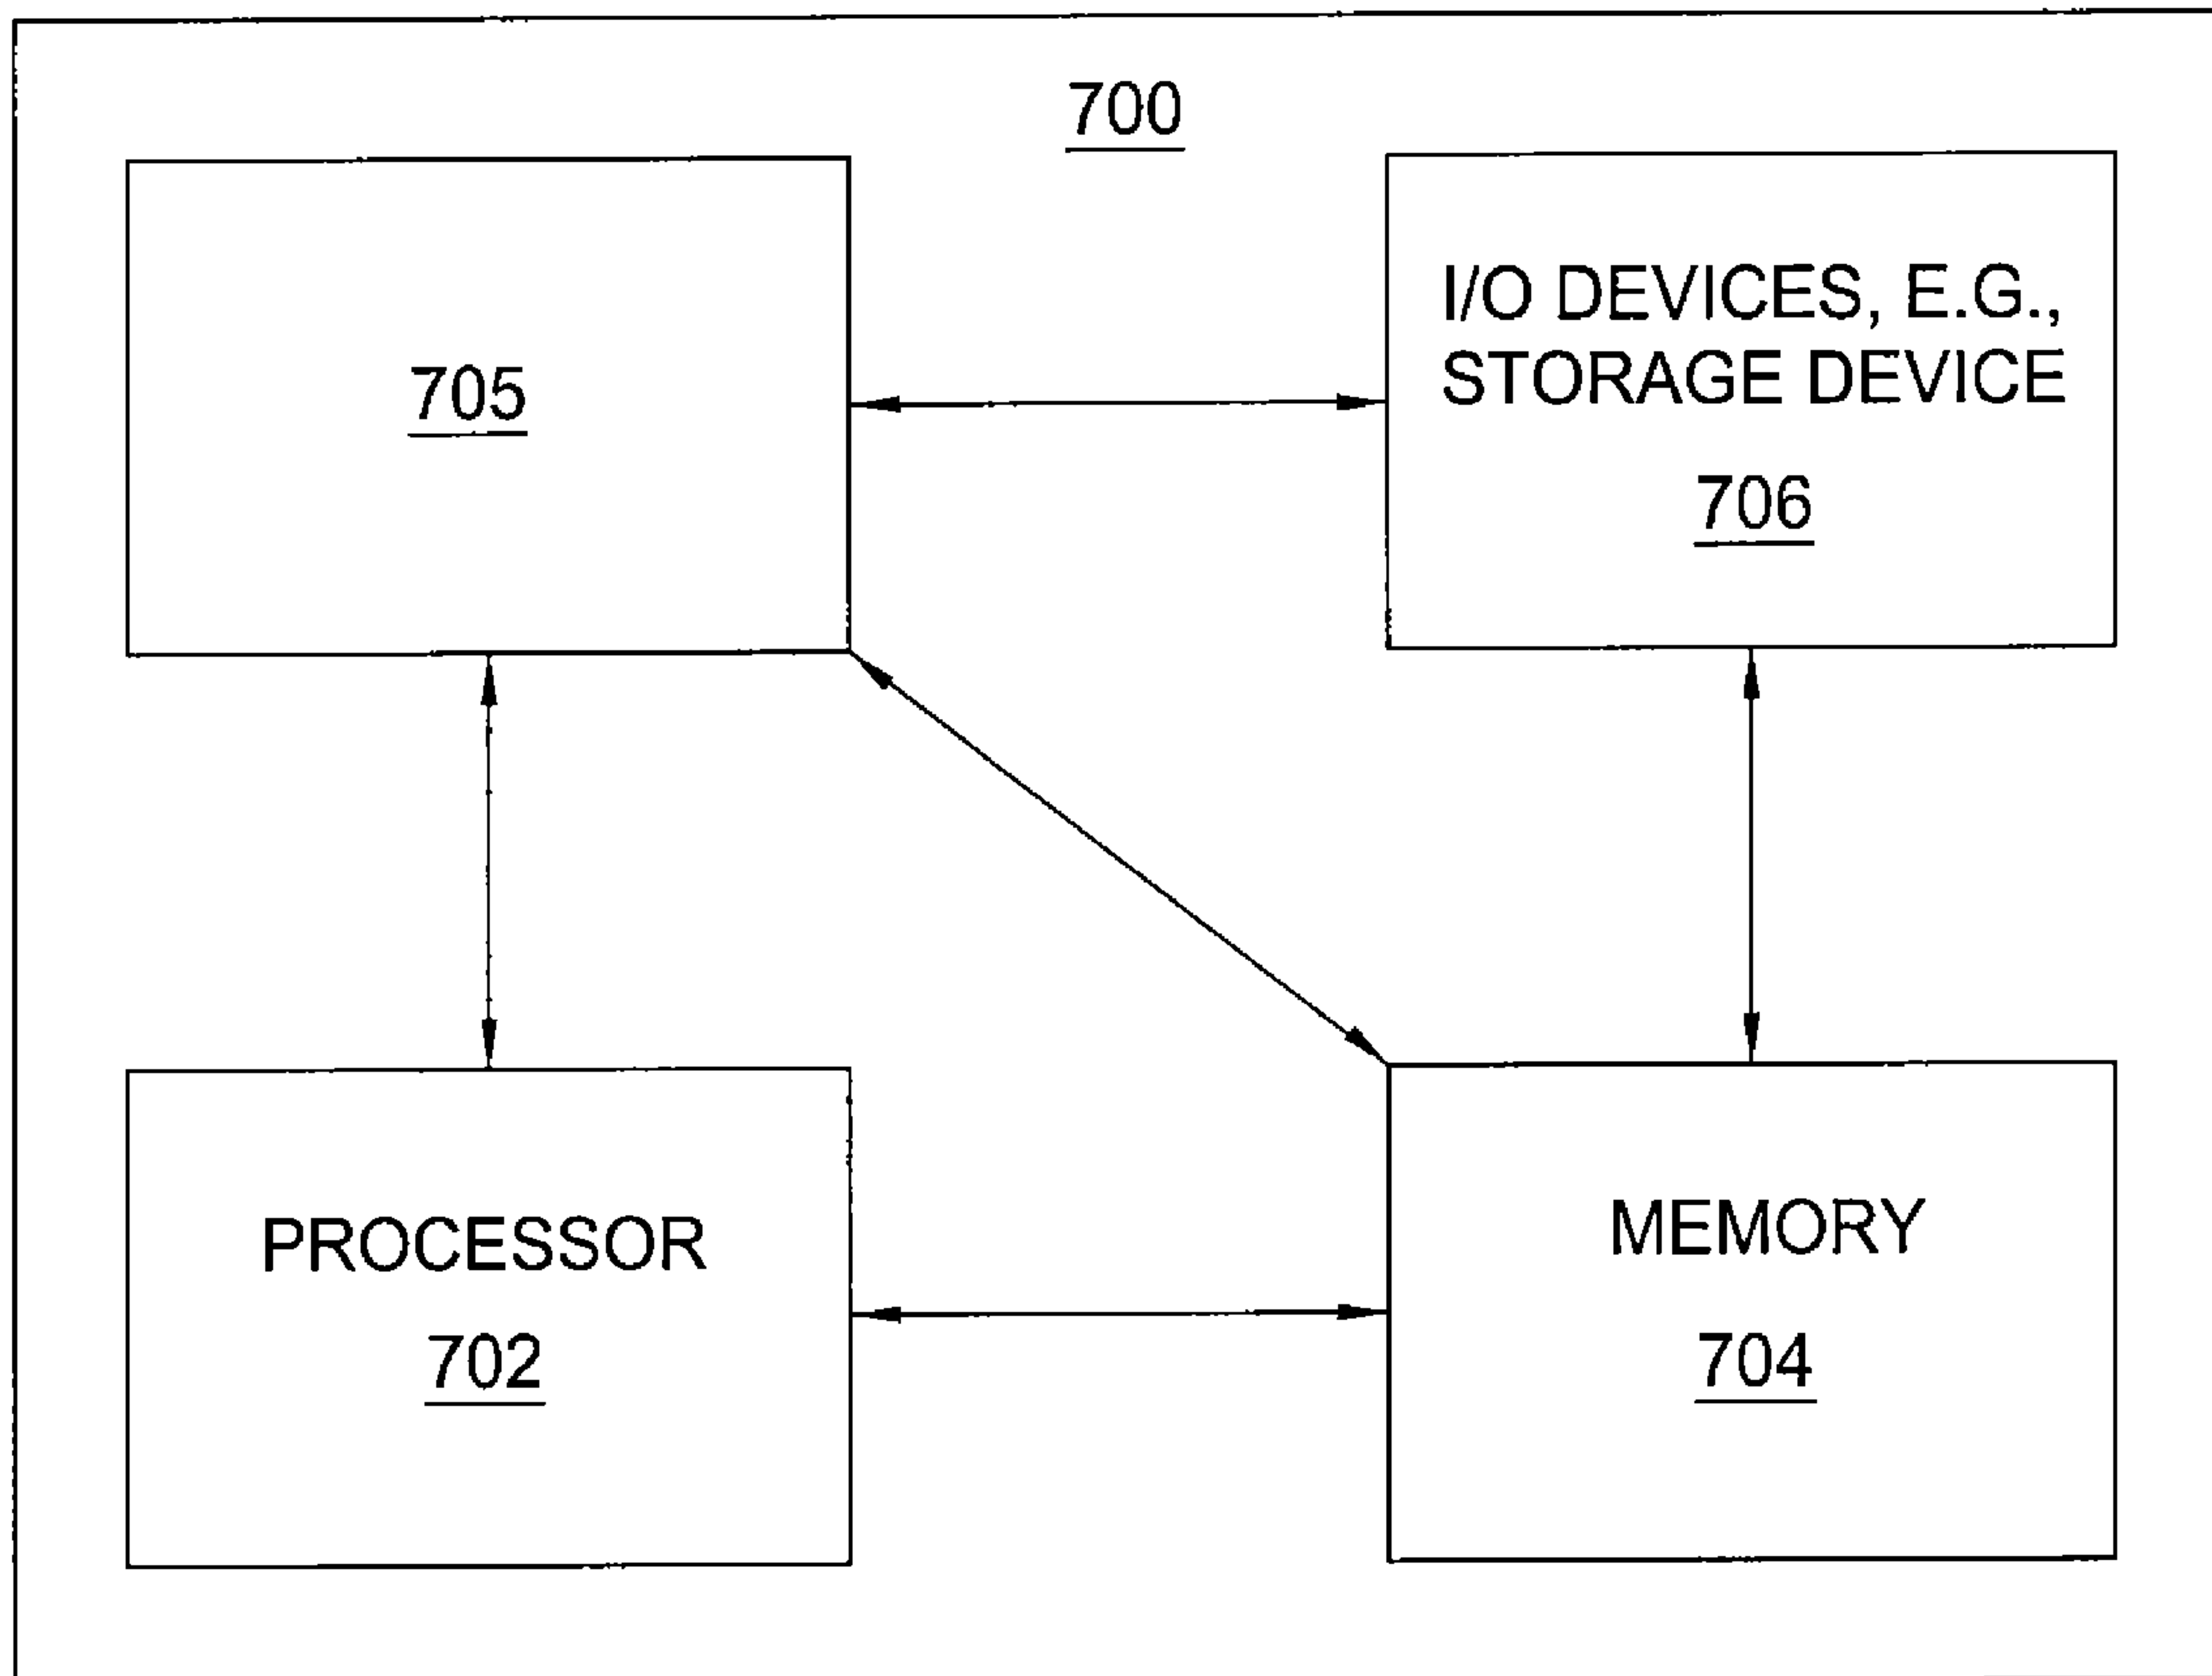 700
705
I/O DEVICES, E.G.,
STORAGE DEVICE
706
PROCESSOR
702
MEMORY
704